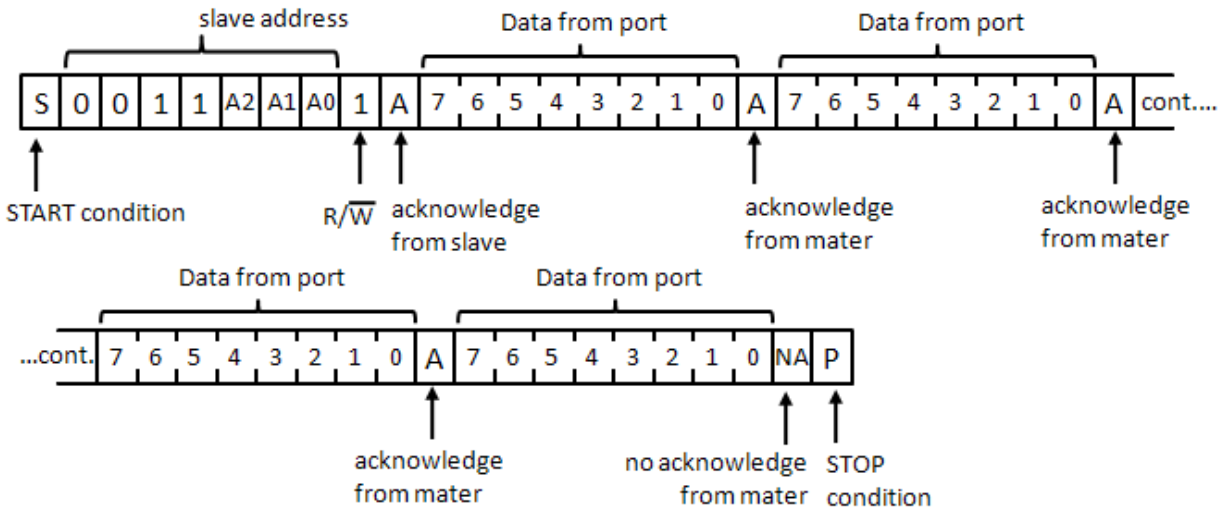 slave address Data from port Data from port
S 0 0 1 1 A2 A1 A0 1 A 7 6 5 4 3 2 1 0 A 7 6 5 4 3 2 1 0 A cont....
START condition R/W̅ acknowledge from slave acknowledge from mater acknowledge from mater
Data from port Data from port
...cont. 7 6 5 4 3 2 1 0 A 7 6 5 4 3 2 1 0 NA P
acknowledge from mater no acknowledge from mater STOP condition